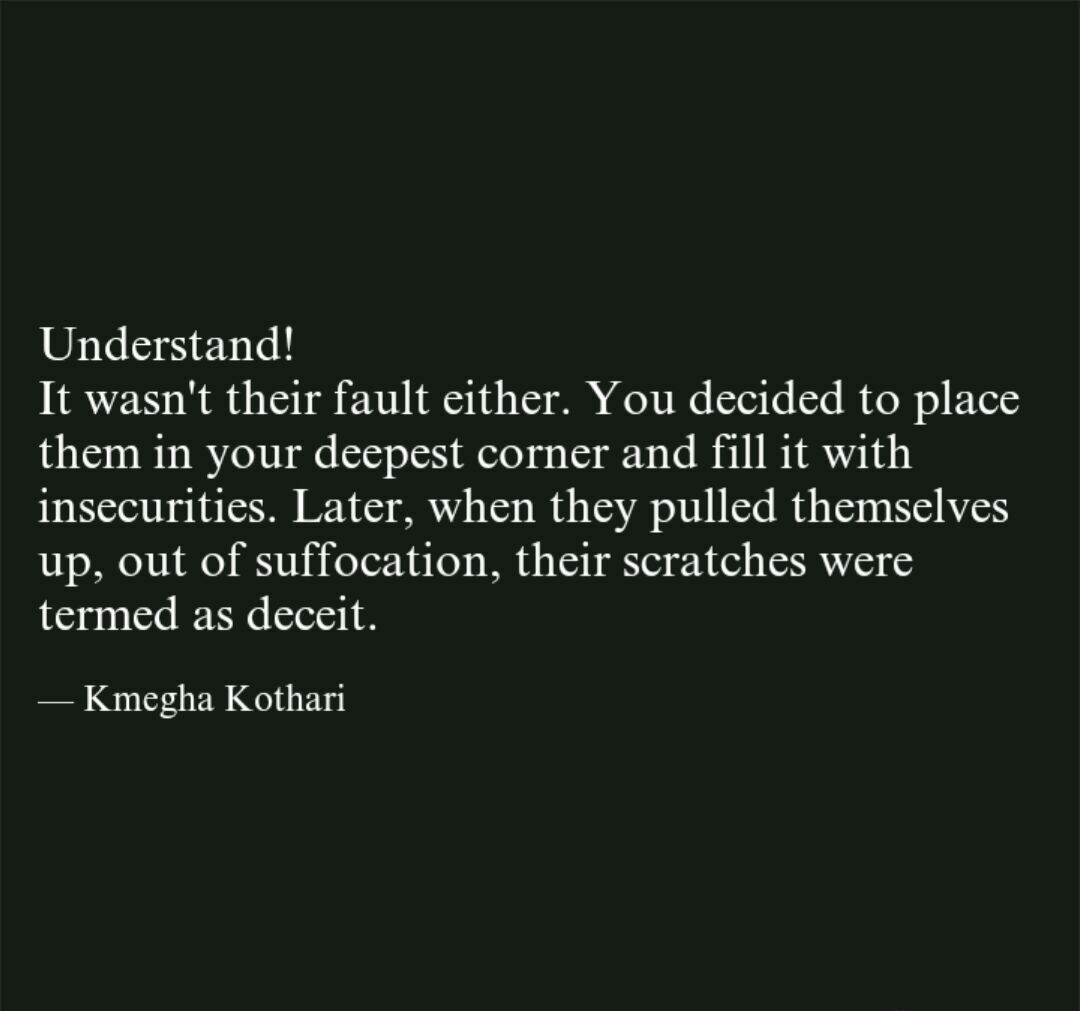 Understand!
It wasn't their fault either. You decided to place
them in your deepest corner and fill it with
insecurities. Later, when they pulled themselves
up, out of suffocation, their scratches were
termed as deceit.
— Kmegha Kothari